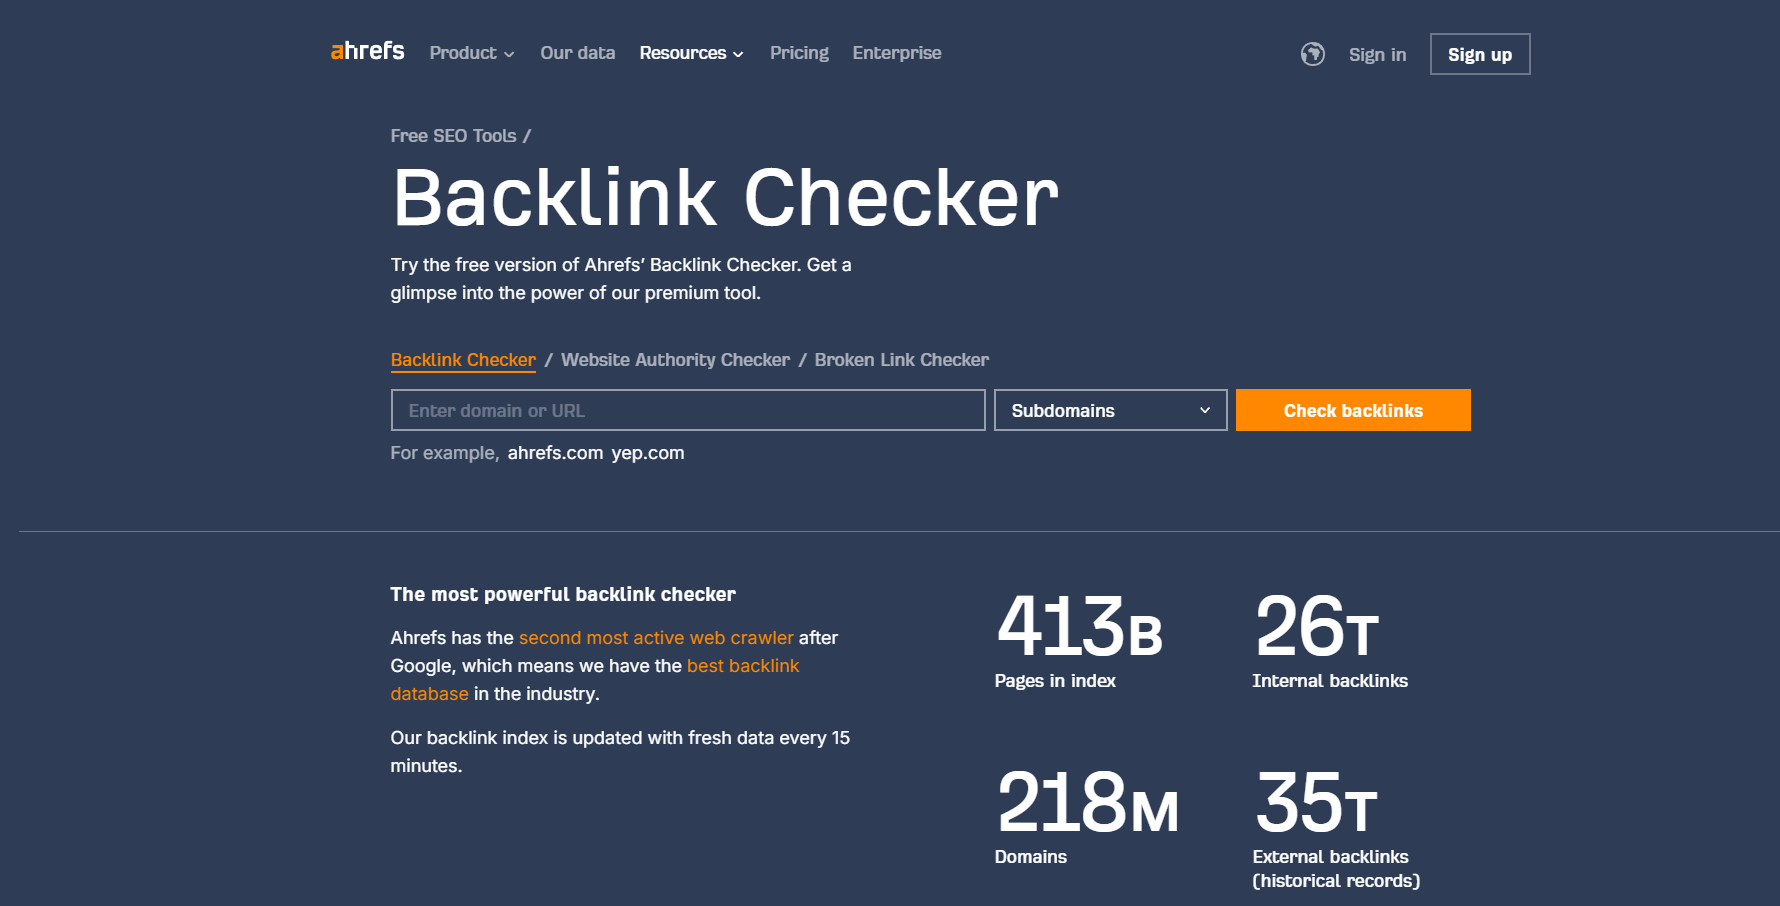 ahrefs Product Our data Resources Pricing Enterprise Sign in Sign up
Free SEO Tools /
Backlink Checker
Try the free version of Ahrefs’ Backlink Checker. Get a
glimpse into the power of our premium tool.
Backlink Checker / Website Authority Checker / Broken Link Checker
Enter domain or URL Subdomains Check backlinks
For example, ahrefs.com yep.com
The most powerful backlink checker
Ahrefs has the second most active web crawler after
Google, which means we have the best backlink
database in the industry.
Our backlink index is updated with fresh data every 15
minutes.
413B
Pages in index
26T
Internal backlinks
218M
Domains
35T
External backlinks
(historical records)